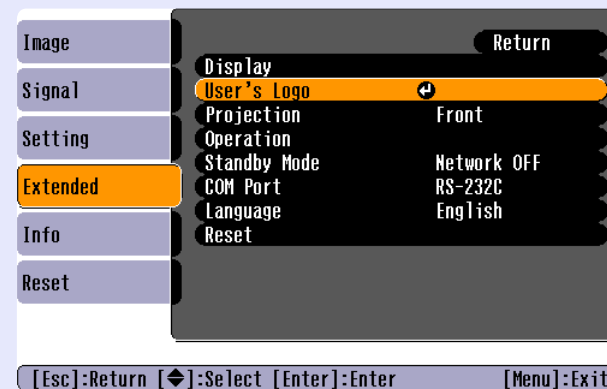 Image
Signal
Setting
Extended
Info
Reset
Return
Display
User's Logo
Projection Front
Operation
Standby Mode Network OFF
COM Port RS-232C
Language English
Reset
[Esc]:Return [◆]:Select [Enter]:Enter [Menu]:Exit